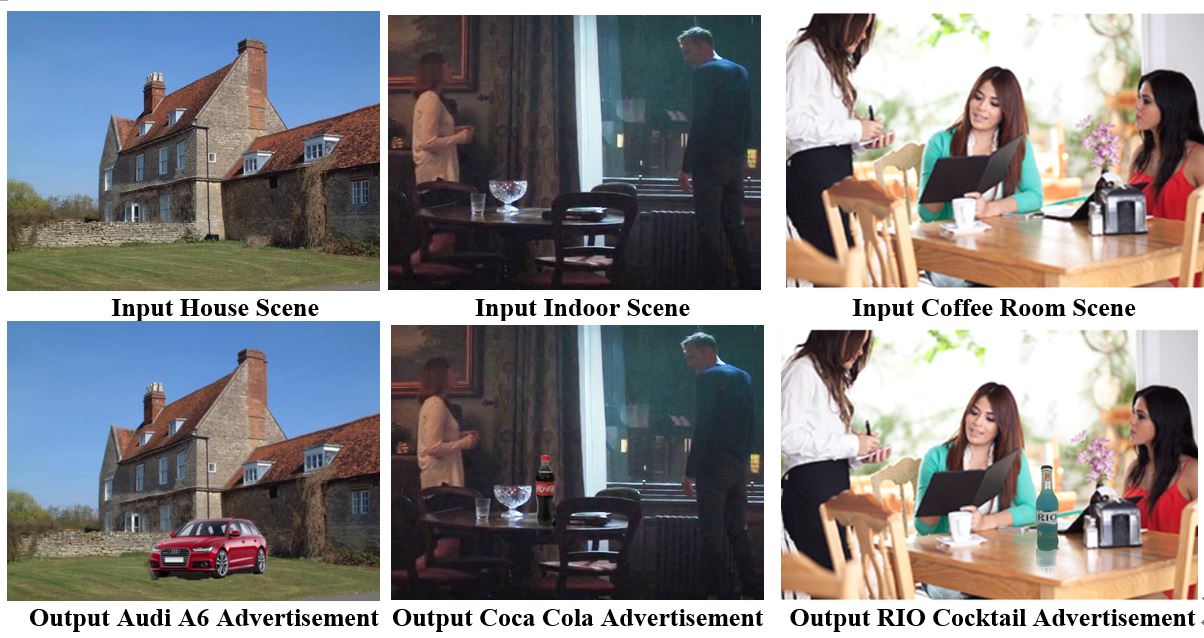 Input House Scene
Input Indoor Scene
Input Coffee Room Scene
RIO
Output Audi A6 Advertisement
Output Coca Cola Advertisement
Output RIO Cocktail Advertisement